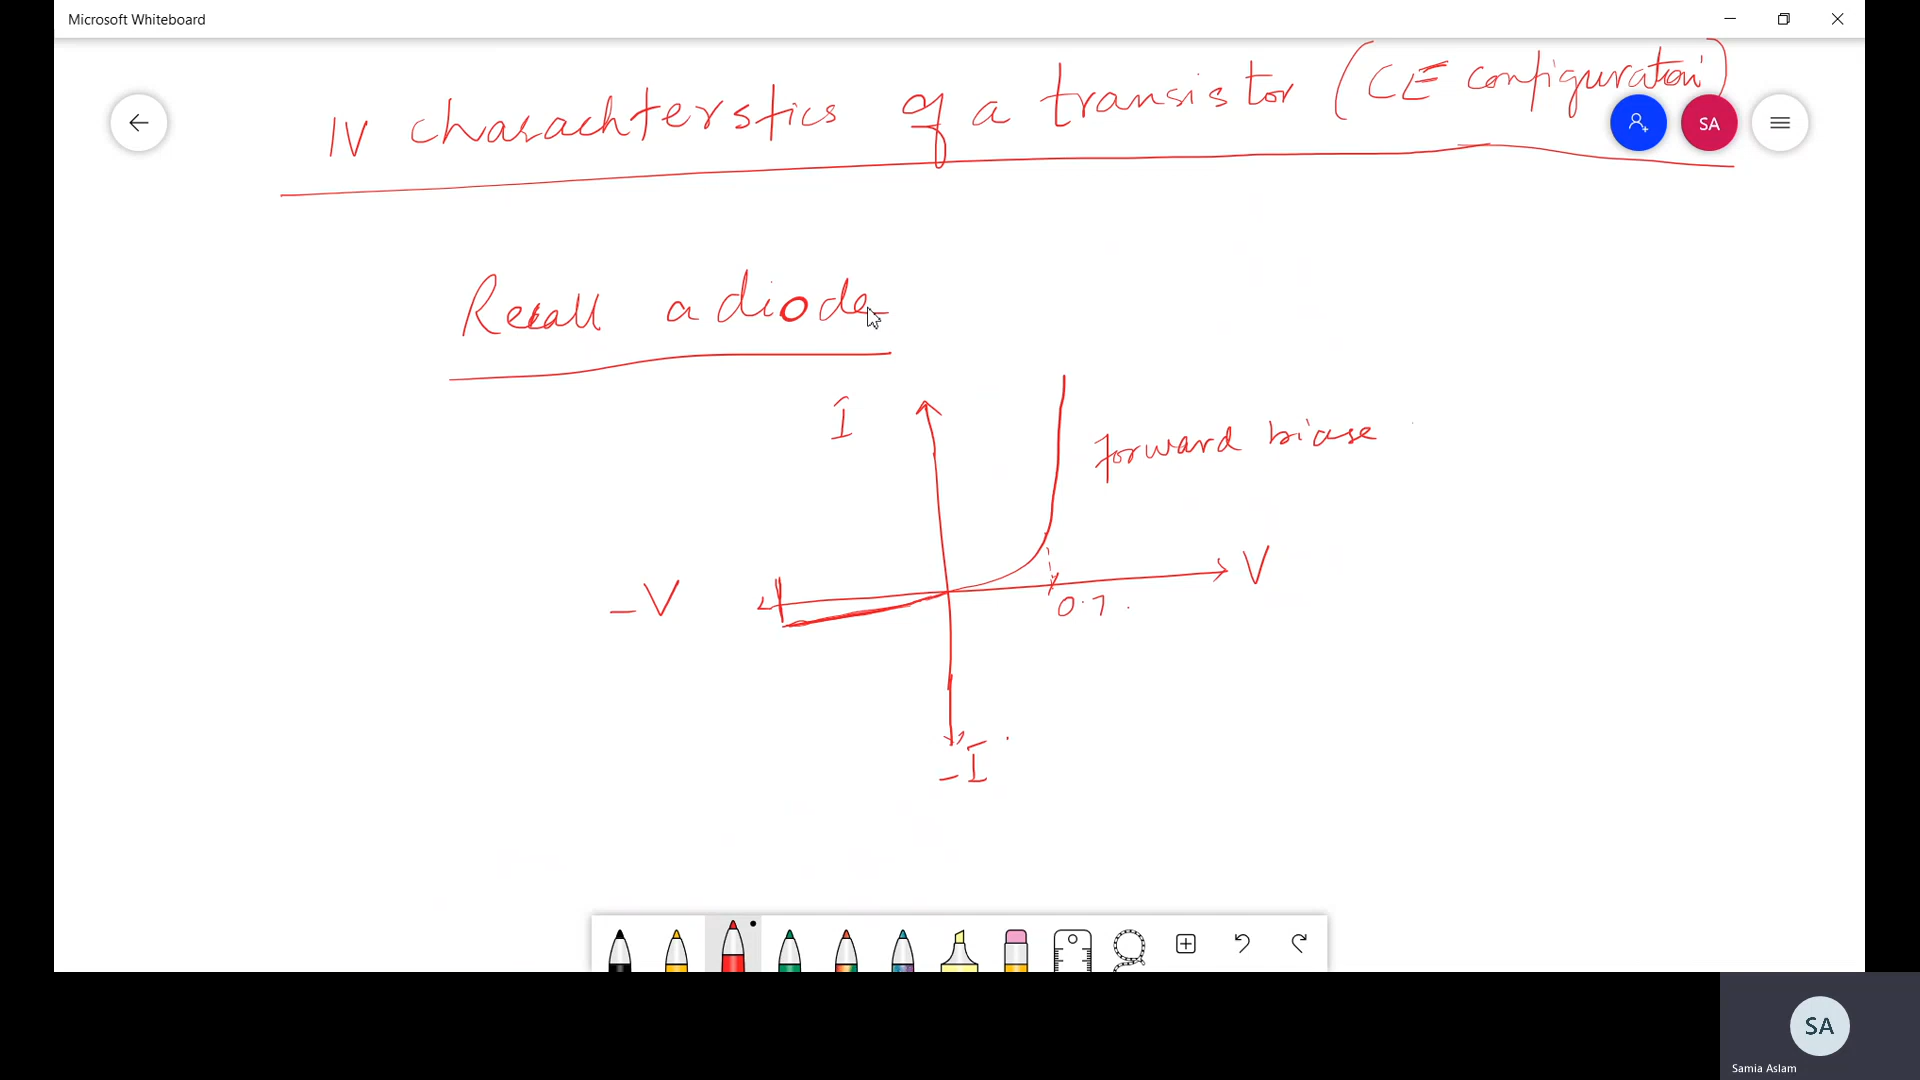 Microsoft Whiteboard
IV charachterstics of a transistor (CE configuration)
SA
Recall a diode
I
forward biase
V
-V
0.7
-I
SA
Samia Aslam